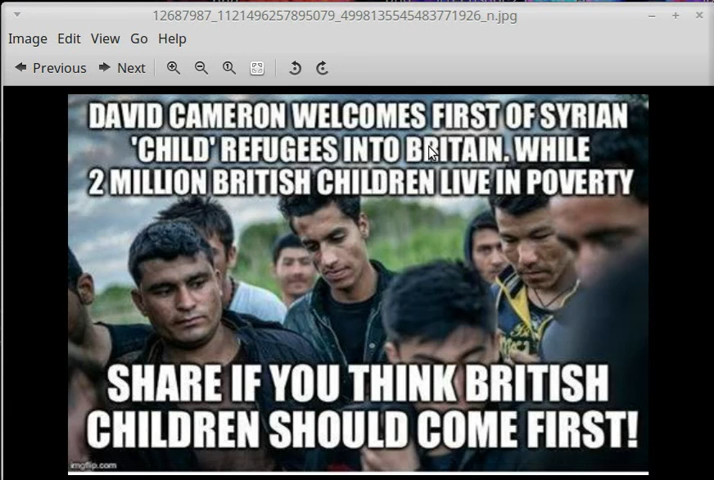 12687987_1121496257895079_4998135545483771926_n.jpg
Image Edit View Go Help
Previous Next
DAVID CAMERON WELCOMES FIRST OF SYRIAN
'CHILD' REFUGEES INTO BRITAIN. WHILE
2 MILLION BRITISH CHILDREN LIVE IN POVERTY
SHARE IF YOU THINK BRITISH
CHILDREN SHOULD COME FIRST!
imgflip.com